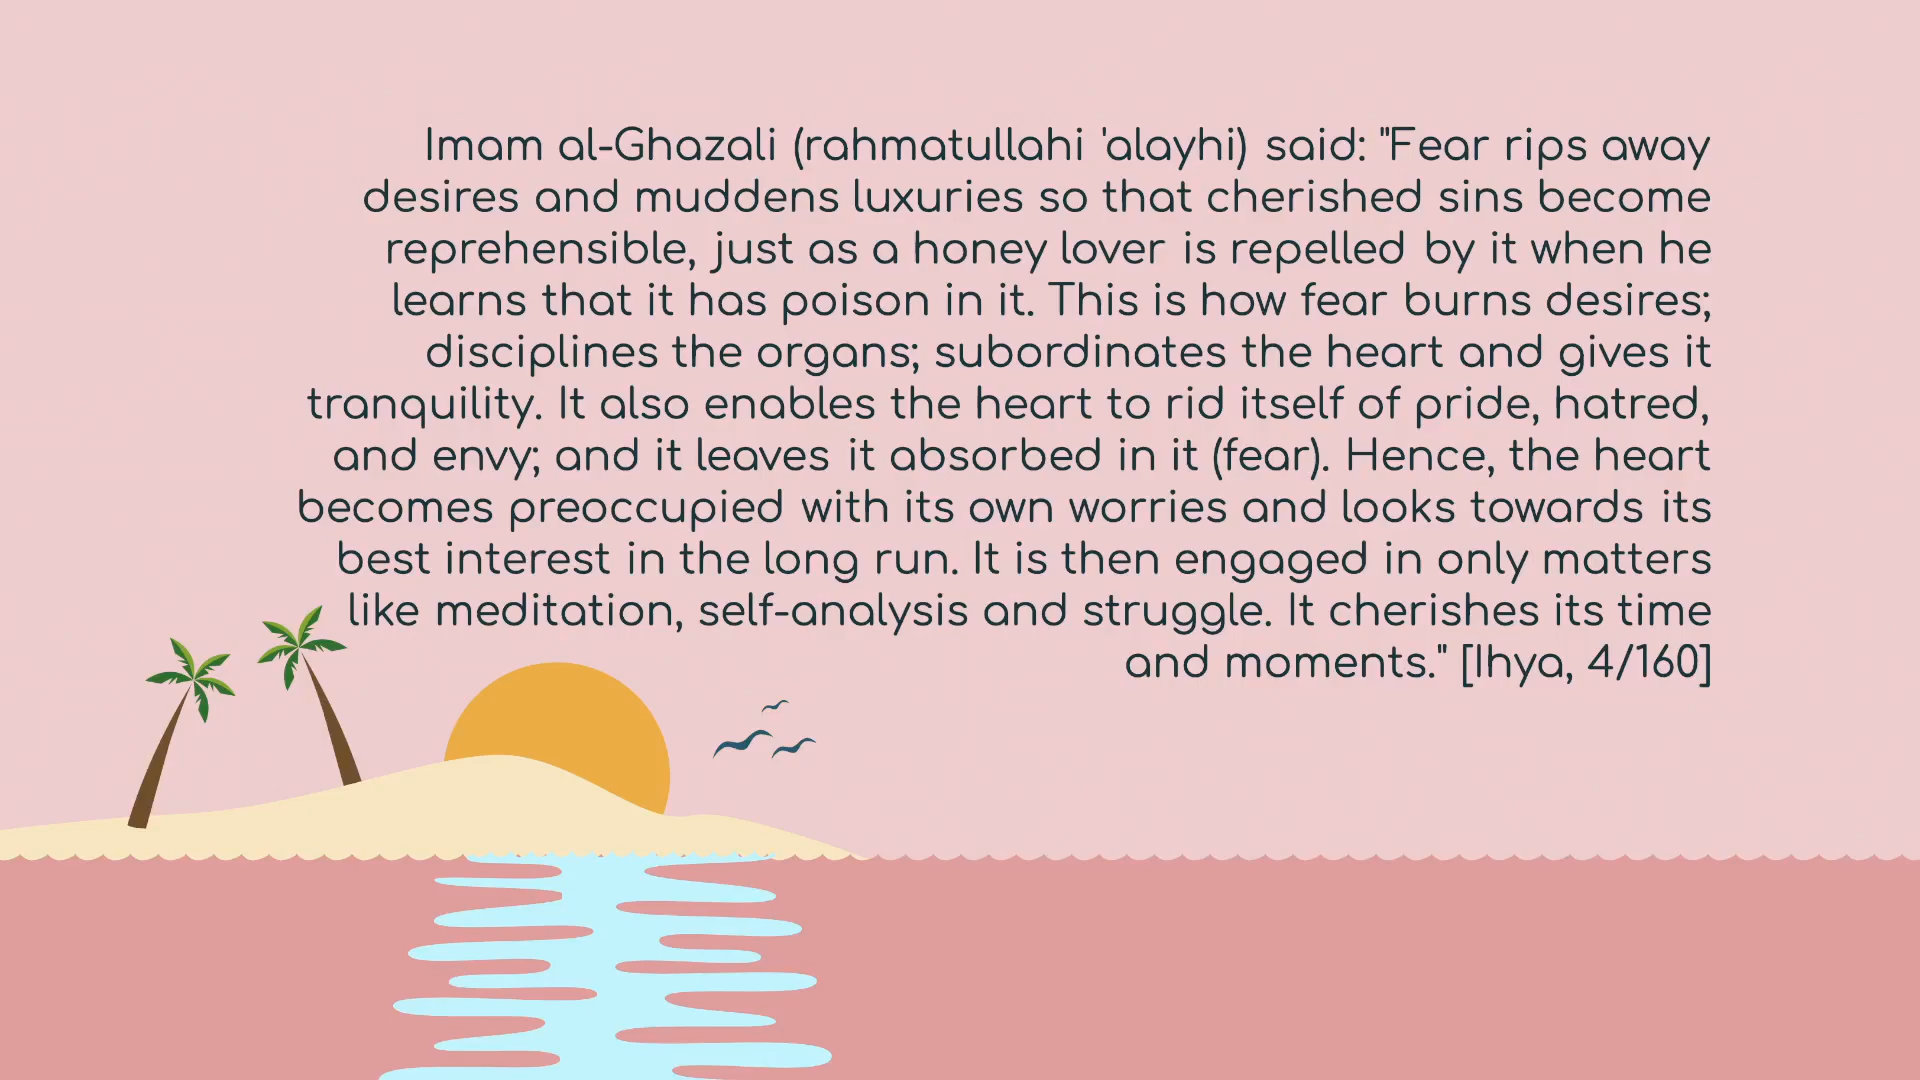 Imam al-Ghazali (rahmatullahi 'alayhi) said: "Fear rips away
desires and muddens luxuries so that cherished sins become
reprehensible, just as a honey lover is repelled by it when he
learns that it has poison in it. This is how fear burns desires;
disciplines the organs; subordinates the heart and gives it
tranquility. It also enables the heart to rid itself of pride, hatred,
and envy; and it leaves it absorbed in it (fear). Hence, the heart
becomes preoccupied with its own worries and looks towards its
best interest in the long run. It is then engaged in only matters
like meditation, self-analysis and struggle. It cherishes its time
and moments." [Ihya, 4/160]